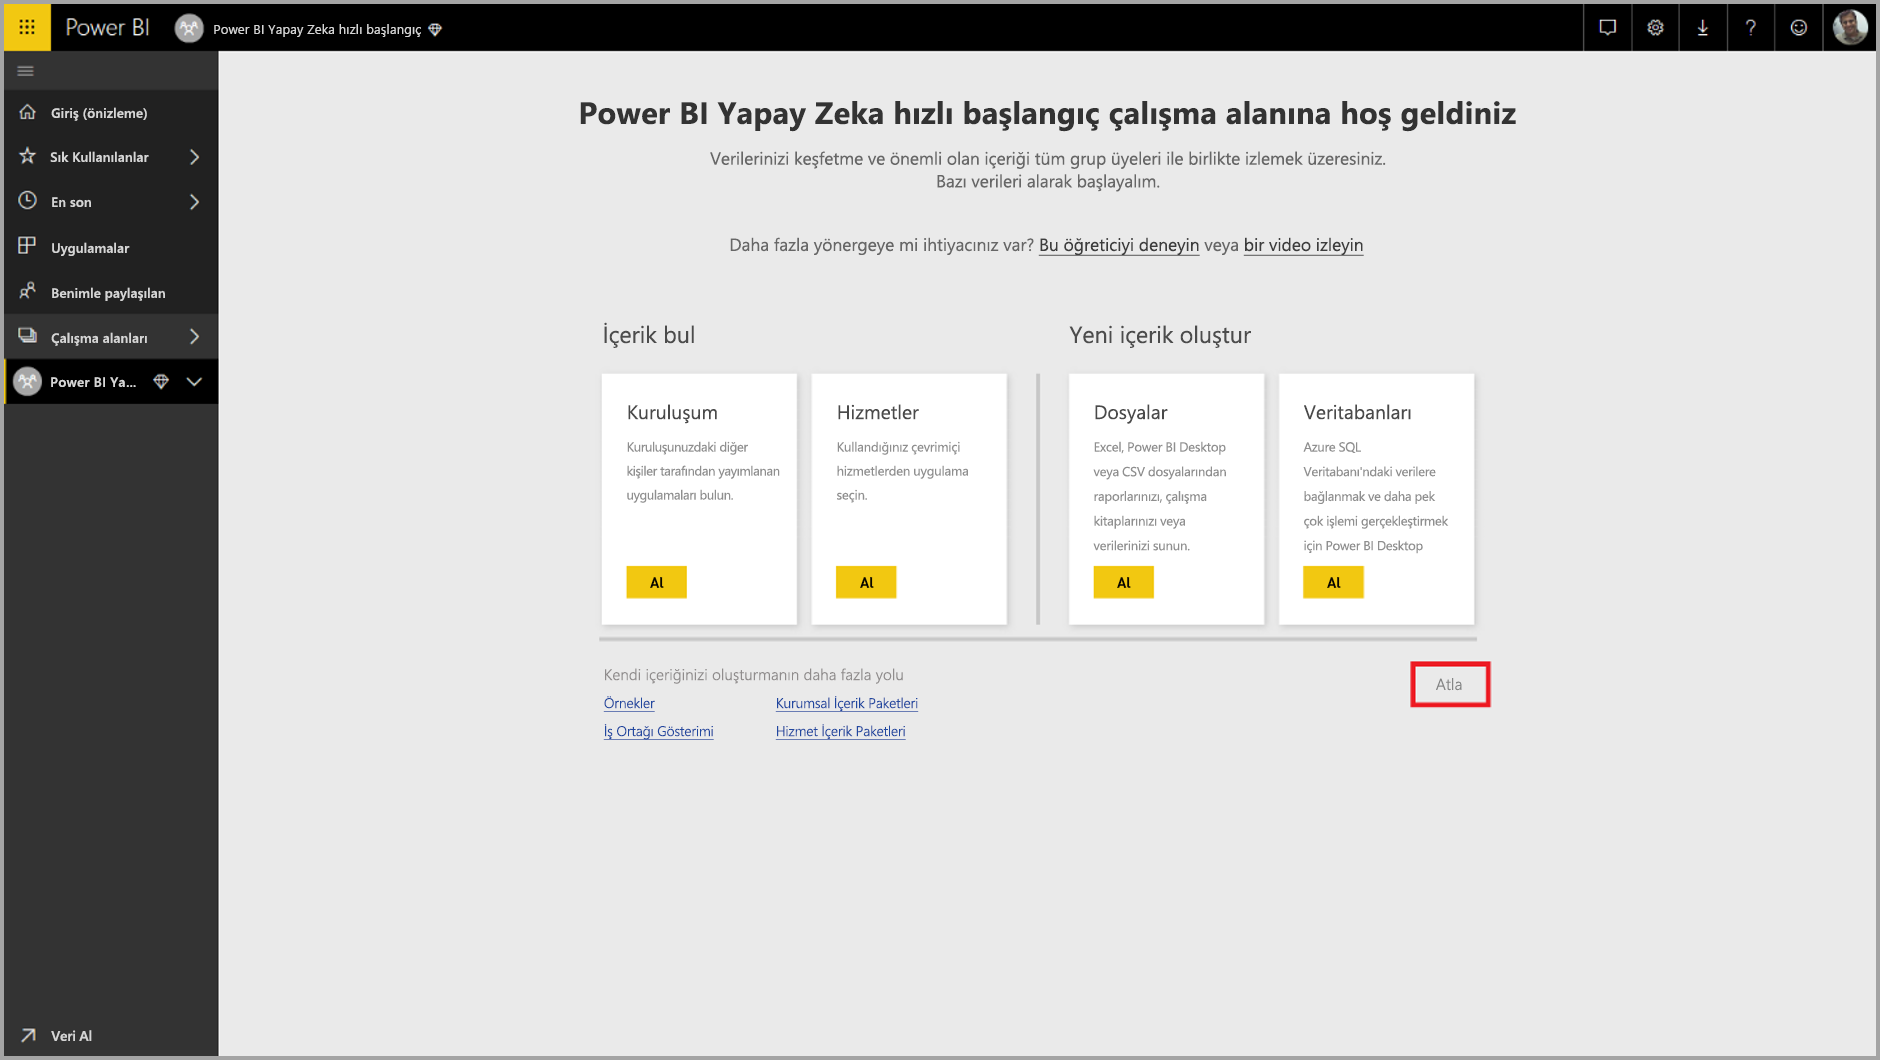 Power BI
Power BI Yapay Zeka hızlı başlangıç
?
Giriş (önizleme)
Sık Kullanılanlar
En son
Uygulamalar
Benimle paylaşılan
Çalışma alanları
Power BI Ya...
Veri Al
Power BI Yapay Zeka hızlı başlangıç çalışma alanına hoş geldiniz
Verilerinizi keşfetme ve önemli olan içeriği tüm grup üyeleri ile birlikte izlemek üzeresiniz.
Bazı verileri alarak başlayalım.
Daha fazla yönergeye mi ihtiyacınız var? Bu öğreticiyi deneyin veya bir video izleyin
İçerik bul
Kuruluşum
Kuruluşunuzdaki diğer
kişiler tarafından yayımlanan
uygulamaları bulun.
Al
Hizmetler
Kullandığınız çevrimiçi
hizmetlerden uygulama
seçin.
Al
Yeni içerik oluştur
Dosyalar
Excel, Power BI Desktop
veya CSV dosyalarından
raporlarınızı, çalışma
kitaplarınızı veya
verilerinizi sunun.
Al
Veritabanları
Azure SQL
Veritabanı'ndaki verilere
bağlanmak ve daha pek
çok işlemi gerçekleştirmek
için Power BI Desktop
Al
Kendi içeriğinizi oluşturmanın daha fazla yolu
Örnekler
Kurumsal İçerik Paketleri
İş Ortağı Gösterimi
Hizmet İçerik Paketleri
Atla